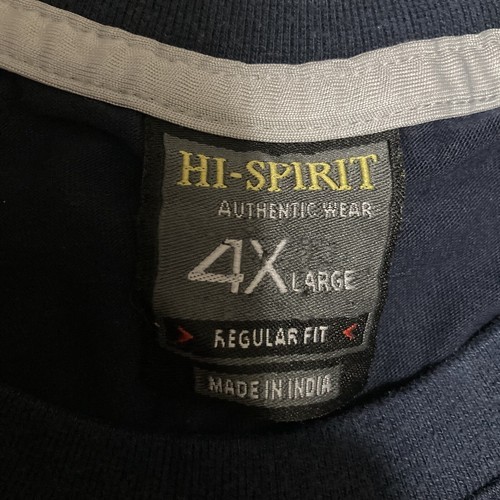 HI-SPIRIT
AUTHENTIC WEAR
4X LARGE
REGULAR FIT
MADE IN INDIA